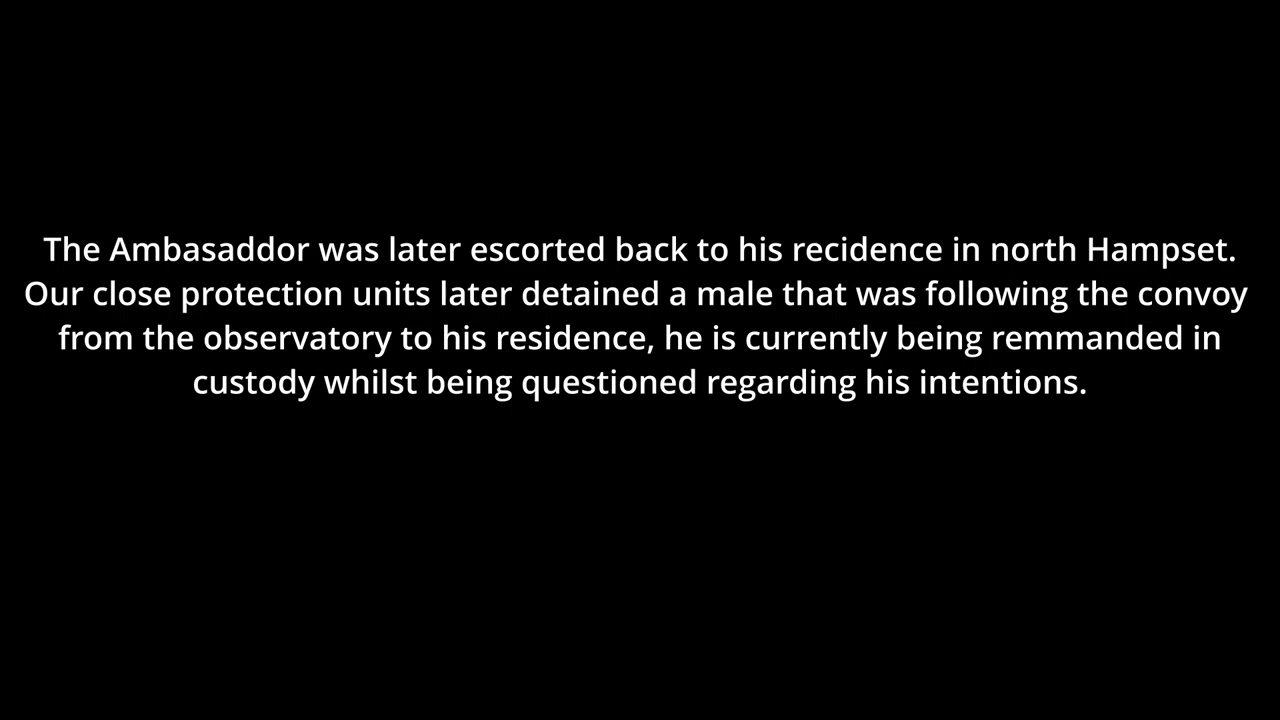 The Ambasaddor was later escorted back to his recidence in north Hampset.
Our close protection units later detained a male that was following the convoy
from the observatory to his residence, he is currently being remmanded in
custody whilst being questioned regarding his intentions.